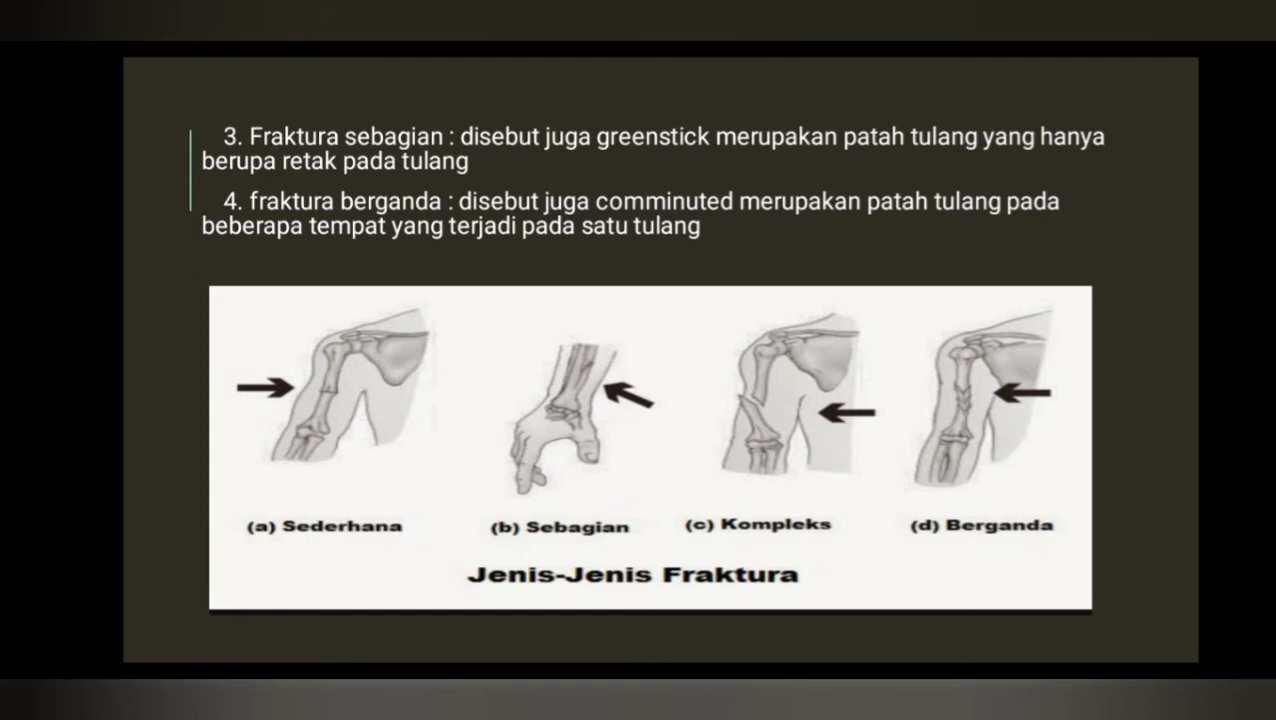 3. Fraktura sebagian : disebut juga greenstick merupakan patah tulang yang hanya
berupa retak pada tulang
4. fraktura berganda : disebut juga comminuted merupakan patah tulang pada
beberapa tempat yang terjadi pada satu tulang
(a) Sederhana
(b) Sebagian
(c) Kompleks
(d) Berganda
Jenis-Jenis Fraktura